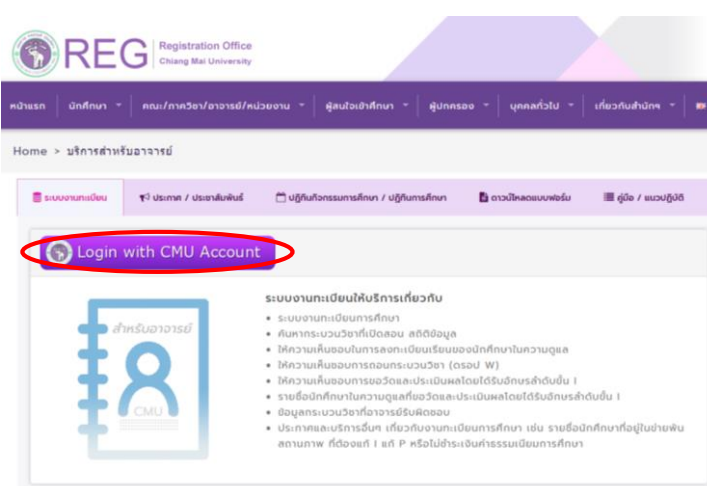 REG Registration Office
Chiang Mai University
หน้าแรก นักศึกษา คณะ/ภาควิชา/อาจารย์/หน่วยงาน ผู้สนใจเข้าศึกษา ผู้ปกครอง บุคคลทั่วไป เกี่ยวกับสำนักฯ
Home > บริการสำหรับอาจารย์
ระบบงานทะเบียน ประกาศ / ประชาสัมพันธ์ ปฏิทินกิจกรรมการศึกษา / ปฏิทินการศึกษา ดาวน์โหลดแบบฟอร์ม คู่มือ / แนวปฏิบัติ
Login with CMU Account
สำหรับอาจารย์
CMU
ระบบงานทะเบียนให้บริการเกี่ยวกับ
• ระบบงานทะเบียนการศึกษา
• ค้นหากระบวนวิชาที่เปิดสอน สถิติข้อมูล
• ให้ความเห็นชอบในการลงทะเบียนเรียนของนักศึกษาในความดูแล
• ให้ความเห็นชอบการถอนกระบวนวิชา (ดรอป W)
• ให้ความเห็นชอบการขอวัดและประเมินผลโดยได้รับอักษรลำดับขั้น I
• รายชื่อนักศึกษาในความดูแลที่ขอวัดและประเมินผลโดยได้รับอักษรลำดับขั้น I
• ข้อมูลกระบวนวิชาที่อาจารย์รับผิดชอบ
• ประกาศและบริการอื่นๆ เกี่ยวกับงานทะเบียนการศึกษา เช่น รายชื่อนักศึกษาที่อยู่ในข่ายพ้น
สถานภาพ ที่ต้องแก้ I แก้ P หรือไม่ชำระเงินค่าธรรมเนียมการศึกษา